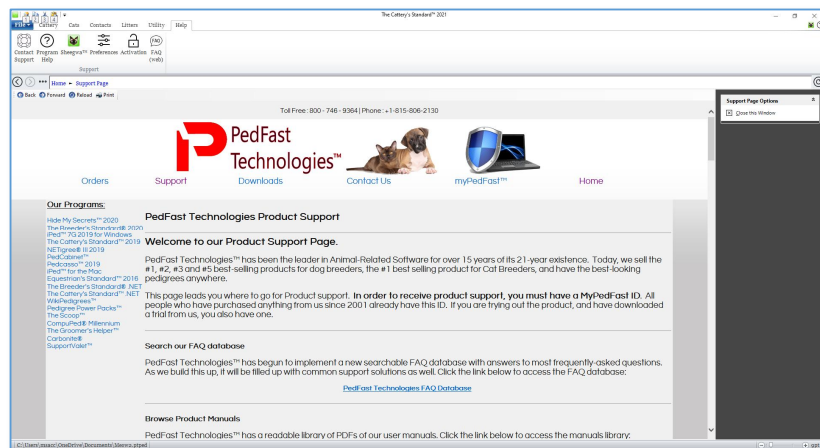 The Cattery's Standard™ 2021
PDF Cattery Cats Contacts Litters Utility Help
Contact Support
Program Help
Sheegwa™
Preferences
Activation
FAQ (web)
Support
Home Support Page
Back Forward Reload Print
Support Page Options
Close this Window
Toll Free: 800 - 746 - 9364 | Phone : +1-815-806-2130
PedFast
Technologies™
Orders Support Downloads Contact Us myPedFast™ Home
Our Programs:
Hide My Secrets™ 2020
The Breeder's Standard® 2020
iPed™ 7G 2019 for Windows
The Cattery's Standard™ 2019
NETigree® III 2019
PedCabinet™
Pedcasso™ 2019
iPed™ for the Mac
Equestrian's Standard™ 2016
The Breeder's Standard® .NET
The Cattery's Standard™ .NET
WikiPedigrees™
Pedigree Power Packs™
The Scoop™
CompuPed® Millennium
The Groomer's Helper™
Carbonite®
SupportValet™
PedFast Technologies Product Support
Welcome to our Product Support Page.
PedFast Technologies™ has been the leader in Animal-Related Software for over 15 years of its 21-year existence. Today, we sell the
#1, #2, #3 and #5 best-selling products for dog breeders, the #1 best selling product for Cat Breeders, and have the best-looking
pedigrees anywhere.
This page leads you where to go for Product support. In order to receive product support, you must have a MyPedFast ID. All
people who have purchased anything from us since 2001 already have this ID. If you are trying out the product, and have downloaded
a trial from us, you also have one.
Search our FAQ database
PedFast Technologies™ has begun to implement a new searchable FAQ database with answers to most frequently-asked questions.
As we build this up, it will be filled up with common support solutions as well. Click the link below to access the FAQ database:
PedFast Technologies FAQ Database
Browse Product Manuals
PedFast Technologies™ has a readable library of PDFs of our user manuals. Click the link below to access the manuals library: